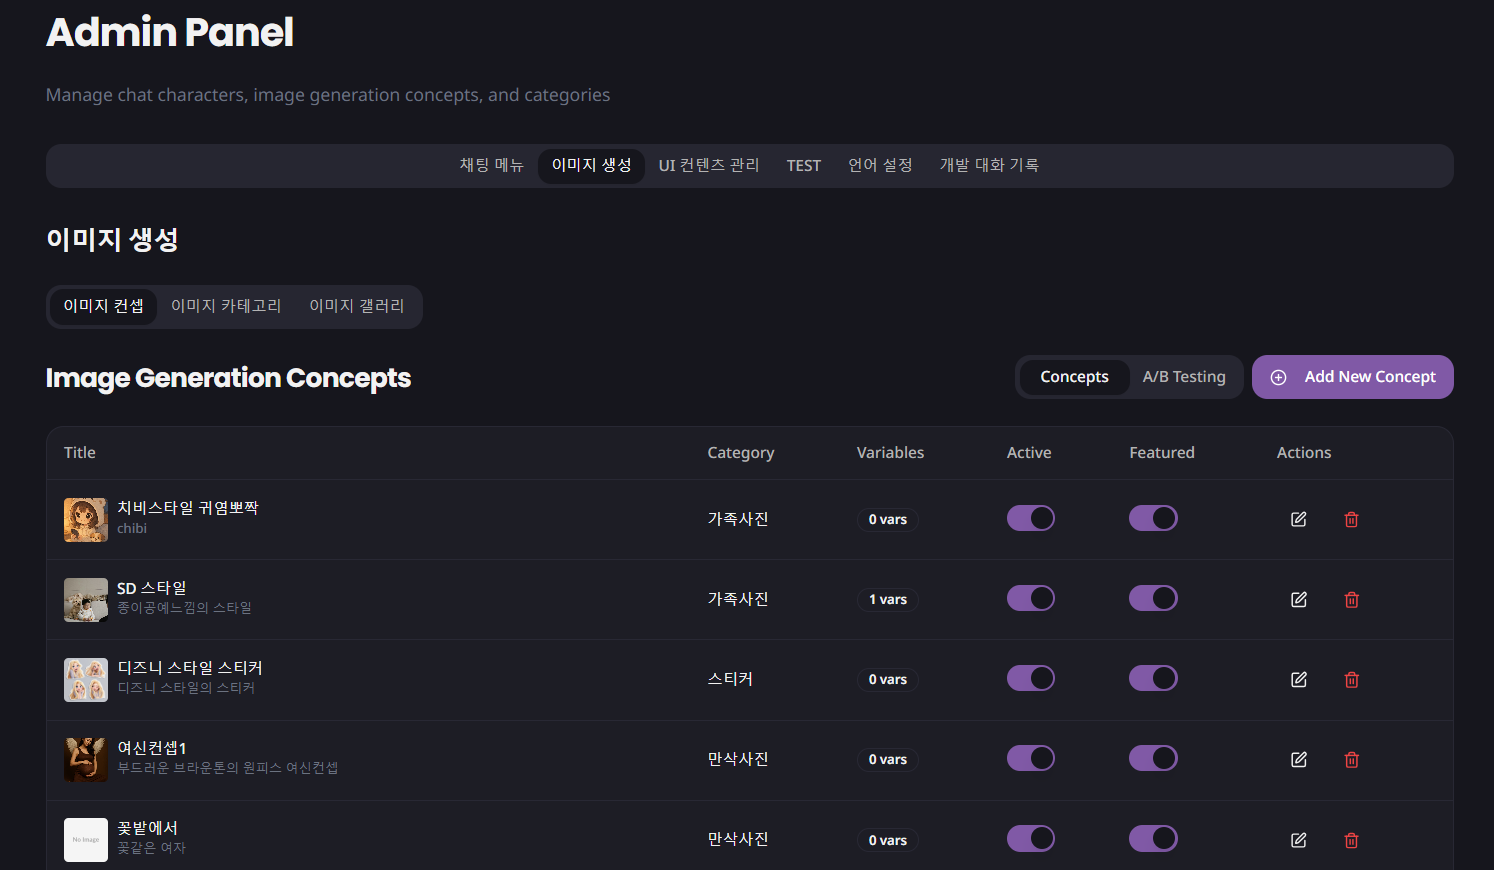 Admin Panel
Manage chat characters, image generation concepts, and categories
채팅 메뉴 이미지 생성 UI 컨텐츠 관리 TEST 언어 설정 개발 대화 기록
이미지 생성
이미지 컨셉 이미지 카테고리 이미지 갤러리
Image Generation Concepts Concepts A/B Testing Add New Concept
Title Category Variables Active Featured Actions
치비스타일 귀염뽀짝 가족사진 0 vars
chibi
SD 스타일 가족사진 1 vars
종이공예느낌의 스타일
디즈니 스타일 스티커 스티커 0 vars
디즈니 스타일의 스티커
여신컨셉1 만삭사진 0 vars
부드러운 브라운톤의 원피스 여신컨셉
꽃밭에서 만삭사진 0 vars
No Image
꽃같은 여자